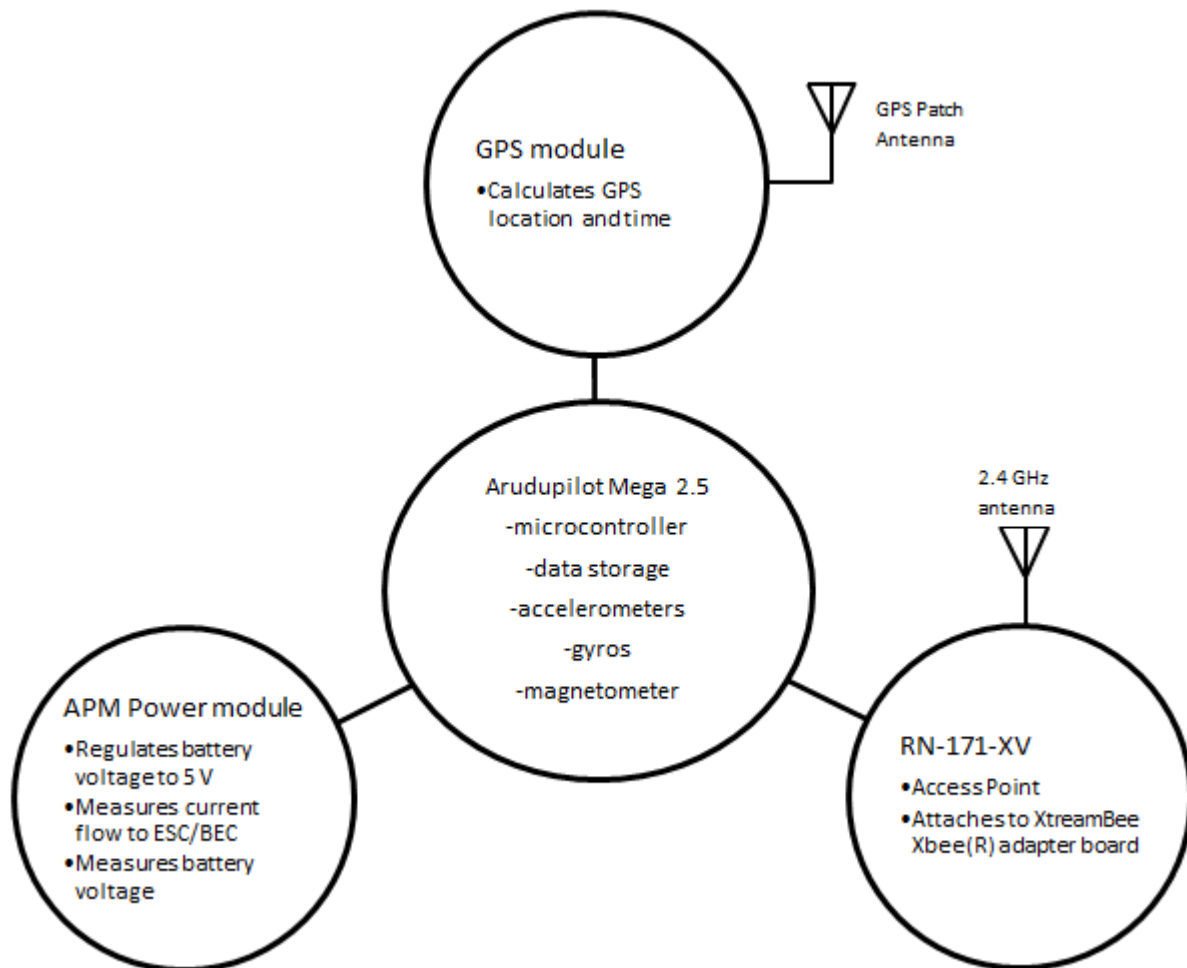 GPS module
•Calculates GPS
location and time
GPS Patch
Antenna
Arudupilot Mega 2.5
-microcontroller
-data storage
-accelerometers
-gyros
-magnetometer
2.4 GHz
antenna
APM Power module
•Regulates battery
voltage to 5 V
•Measures current
flow to ESC/BEC
•Measures battery
voltage
RN-171-XV
•Access Point
•Attaches to XtreamBee
Xbee(R) adapter board